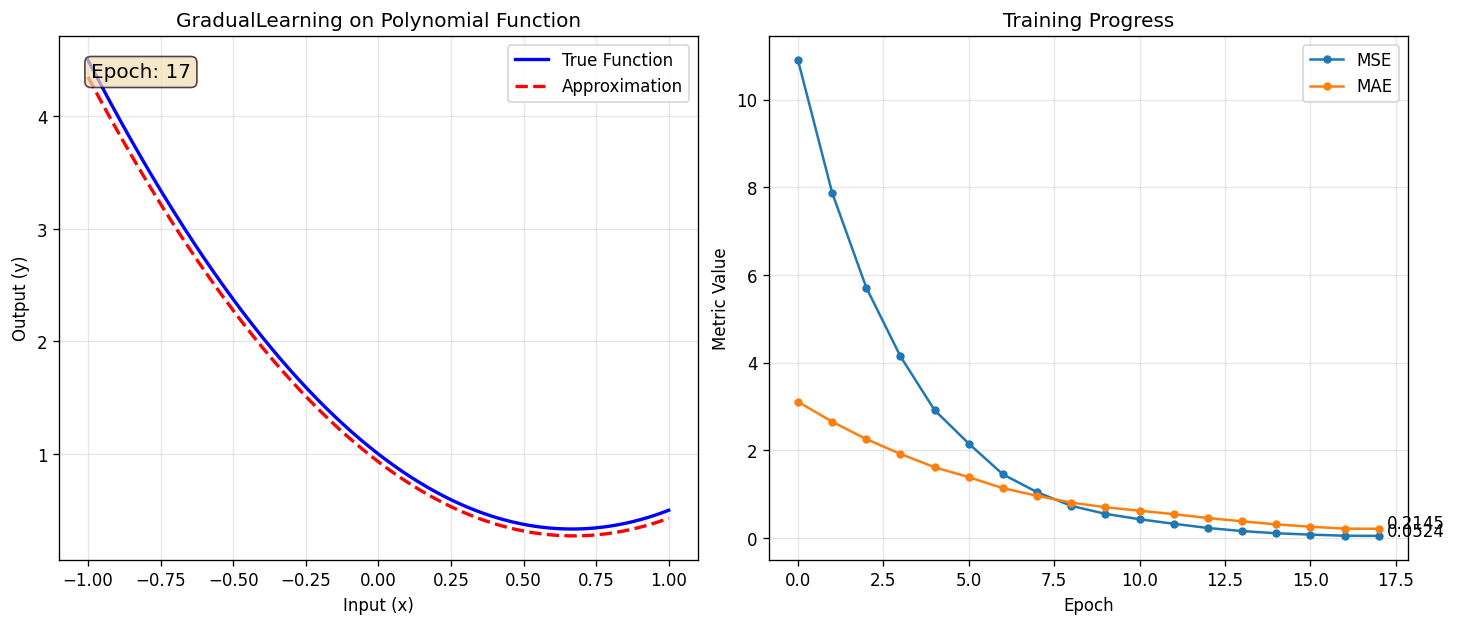 GradualLearning on Polynomial Function
Epoch: 17
True Function
Approximation
4
3
2
1
Output (y)
−1.00 −0.75 −0.50 −0.25 0.00 0.25 0.50 0.75 1.00
Input (x)
Training Progress
MSE
MAE
10
8
6
4
2
0
Metric Value
0.2145
0.0524
0.0 2.5 5.0 7.5 10.0 12.5 15.0 17.5
Epoch